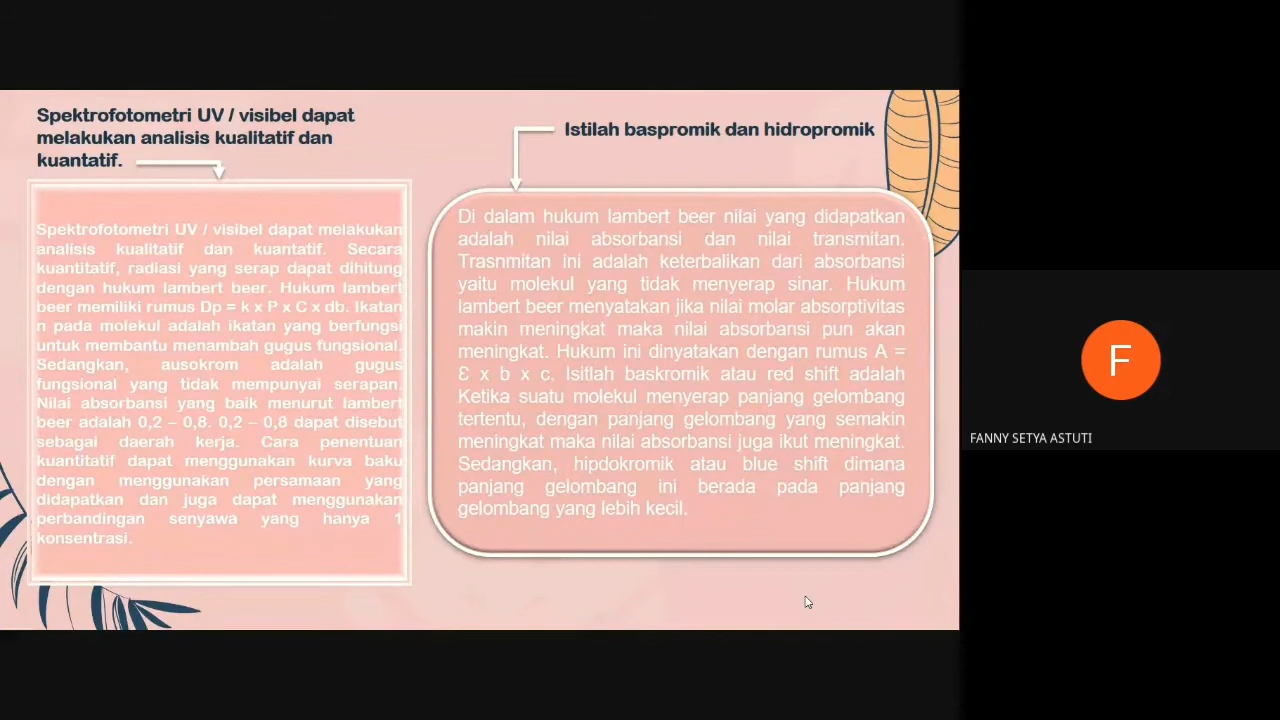 Spektrofotometri UV / visibel dapat
melakukan analisis kualitatif dan
kuantatif.
Spektrofotometri UV / visibel dapat melakukan
analisis kualitatif dan kuantatif. Secara
kuantitatif, radiasi yang serap dapat dihitung
dengan hukum lambert beer. Hukum lambert
beer memiliki rumus Dp = k x P x C x db. Ikatan
n pada molekul adalah ikatan yang berfungsi
untuk membantu menambah gugus fungsional.
Sedangkan, ausokrom adalah gugus
fungsional yang tidak mempunyai serapan.
Nilai absorbansi yang baik menurut lambert
beer adalah 0,2 – 0,8. 0,2 – 0,8 dapat disebut
sebagai daerah kerja. Cara penentuan
kuantitatif dapat menggunakan kurva baku
dengan menggunakan persamaan yang
didapatkan dan juga dapat menggunakan
perbandingan senyawa yang hanya 1
konsentrasi.
Istilah baspromik dan hidropromik
Di dalam hukum lambert beer nilai yang didapatkan
adalah nilai absorbansi dan nilai transmitan.
Trasnmitan ini adalah keterbalikan dari absorbansi
yaitu molekul yang tidak menyerap sinar. Hukum
lambert beer menyatakan jika nilai molar absorptivitas
makin meningkat maka nilai absorbansi pun akan
meningkat. Hukum ini dinyatakan dengan rumus A =
Ɛ x b x c. Isitlah baskromik atau red shift adalah
Ketika suatu molekul menyerap panjang gelombang
tertentu, dengan panjang gelombang yang semakin
meningkat maka nilai absorbansi juga ikut meningkat.
Sedangkan, hipdokromik atau blue shift dimana
panjang gelombang ini berada pada panjang
gelombang yang lebih kecil.
F
FANNY SETYA ASTUTI